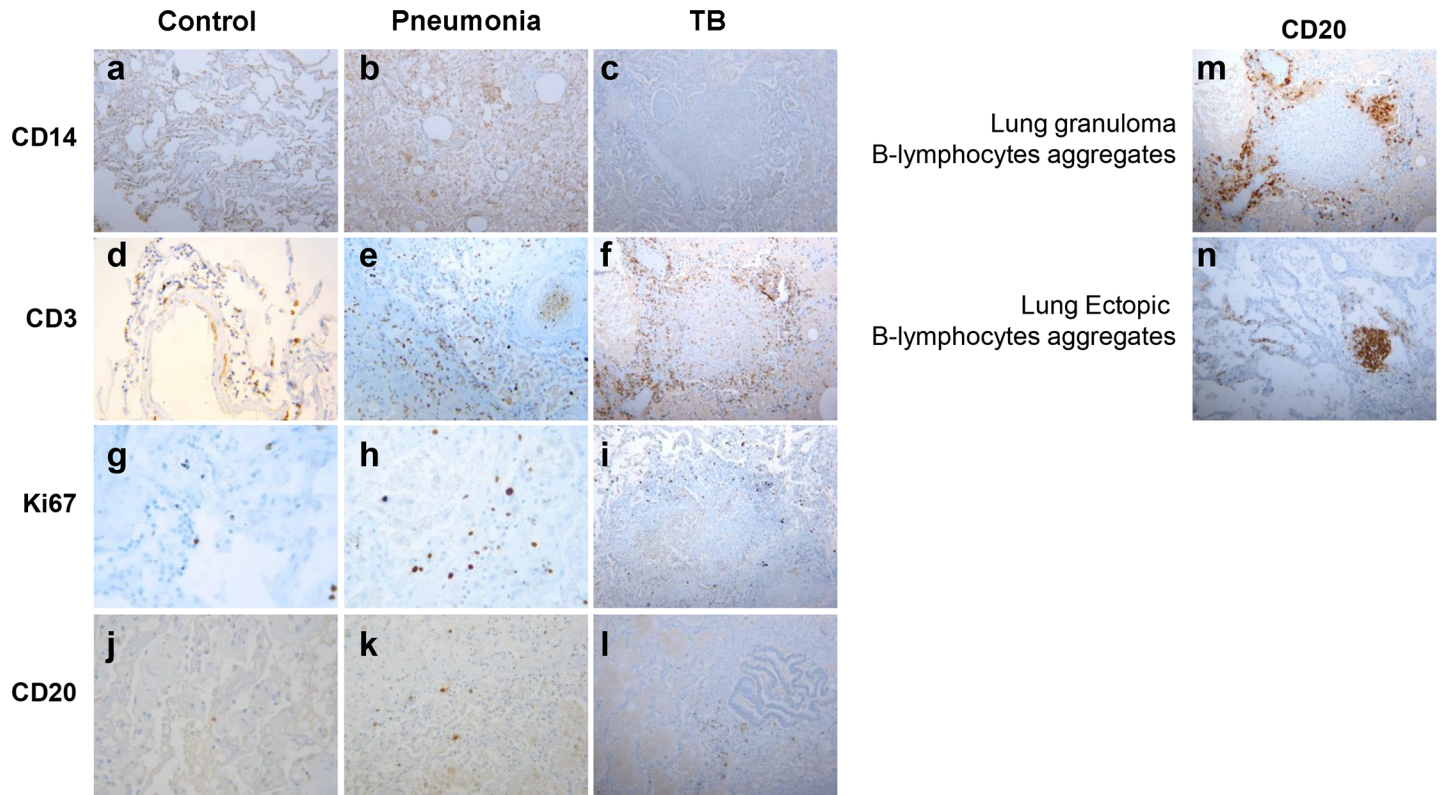 Control Pneumonia TB CD20
a b c m
CD14
Lung granuloma
B-lymphocytes aggregates
d e f n
CD3
Lung Ectopic
B-lymphocytes aggregates
g h i
Ki67
j k l
CD20